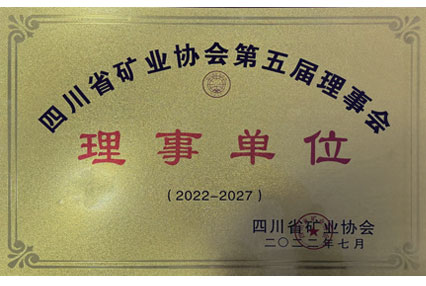 四川省矿业协会第五届理事会
理事单位
(2022-2027)
四川省矿业协会
二〇二二年七月